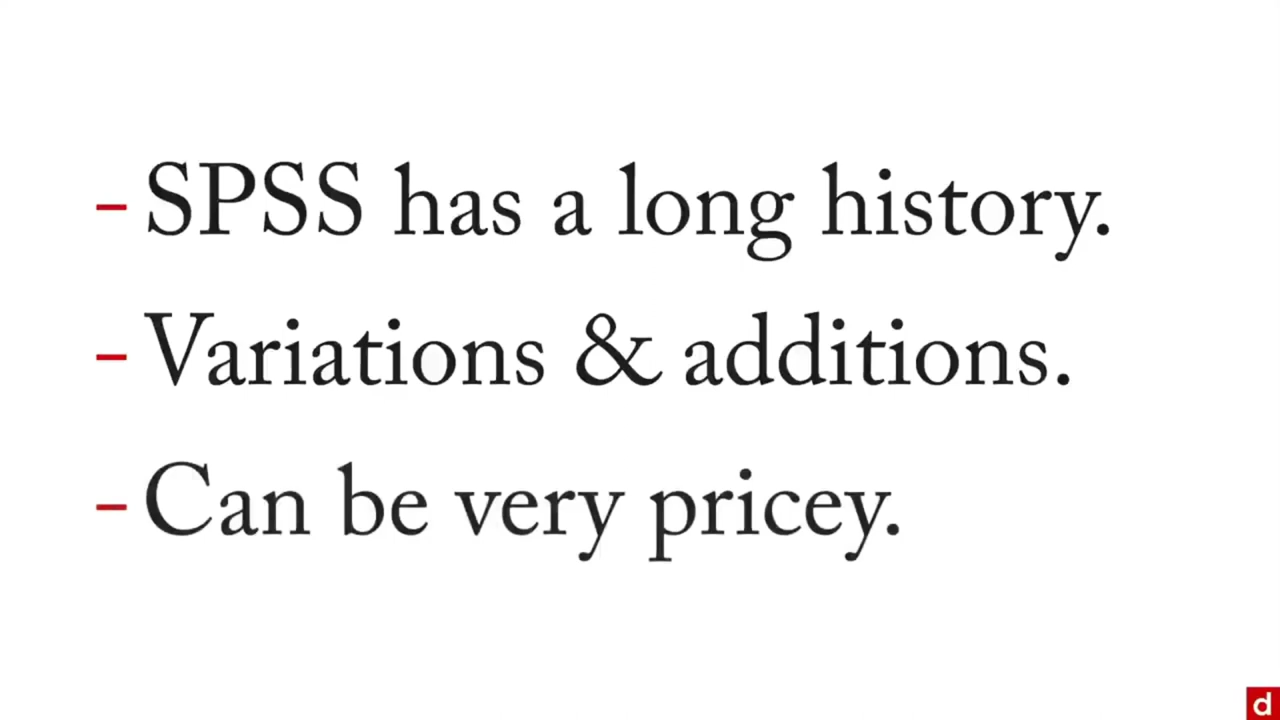 - SPSS has a long history.
- Variations & additions.
- Can be very pricey.
d